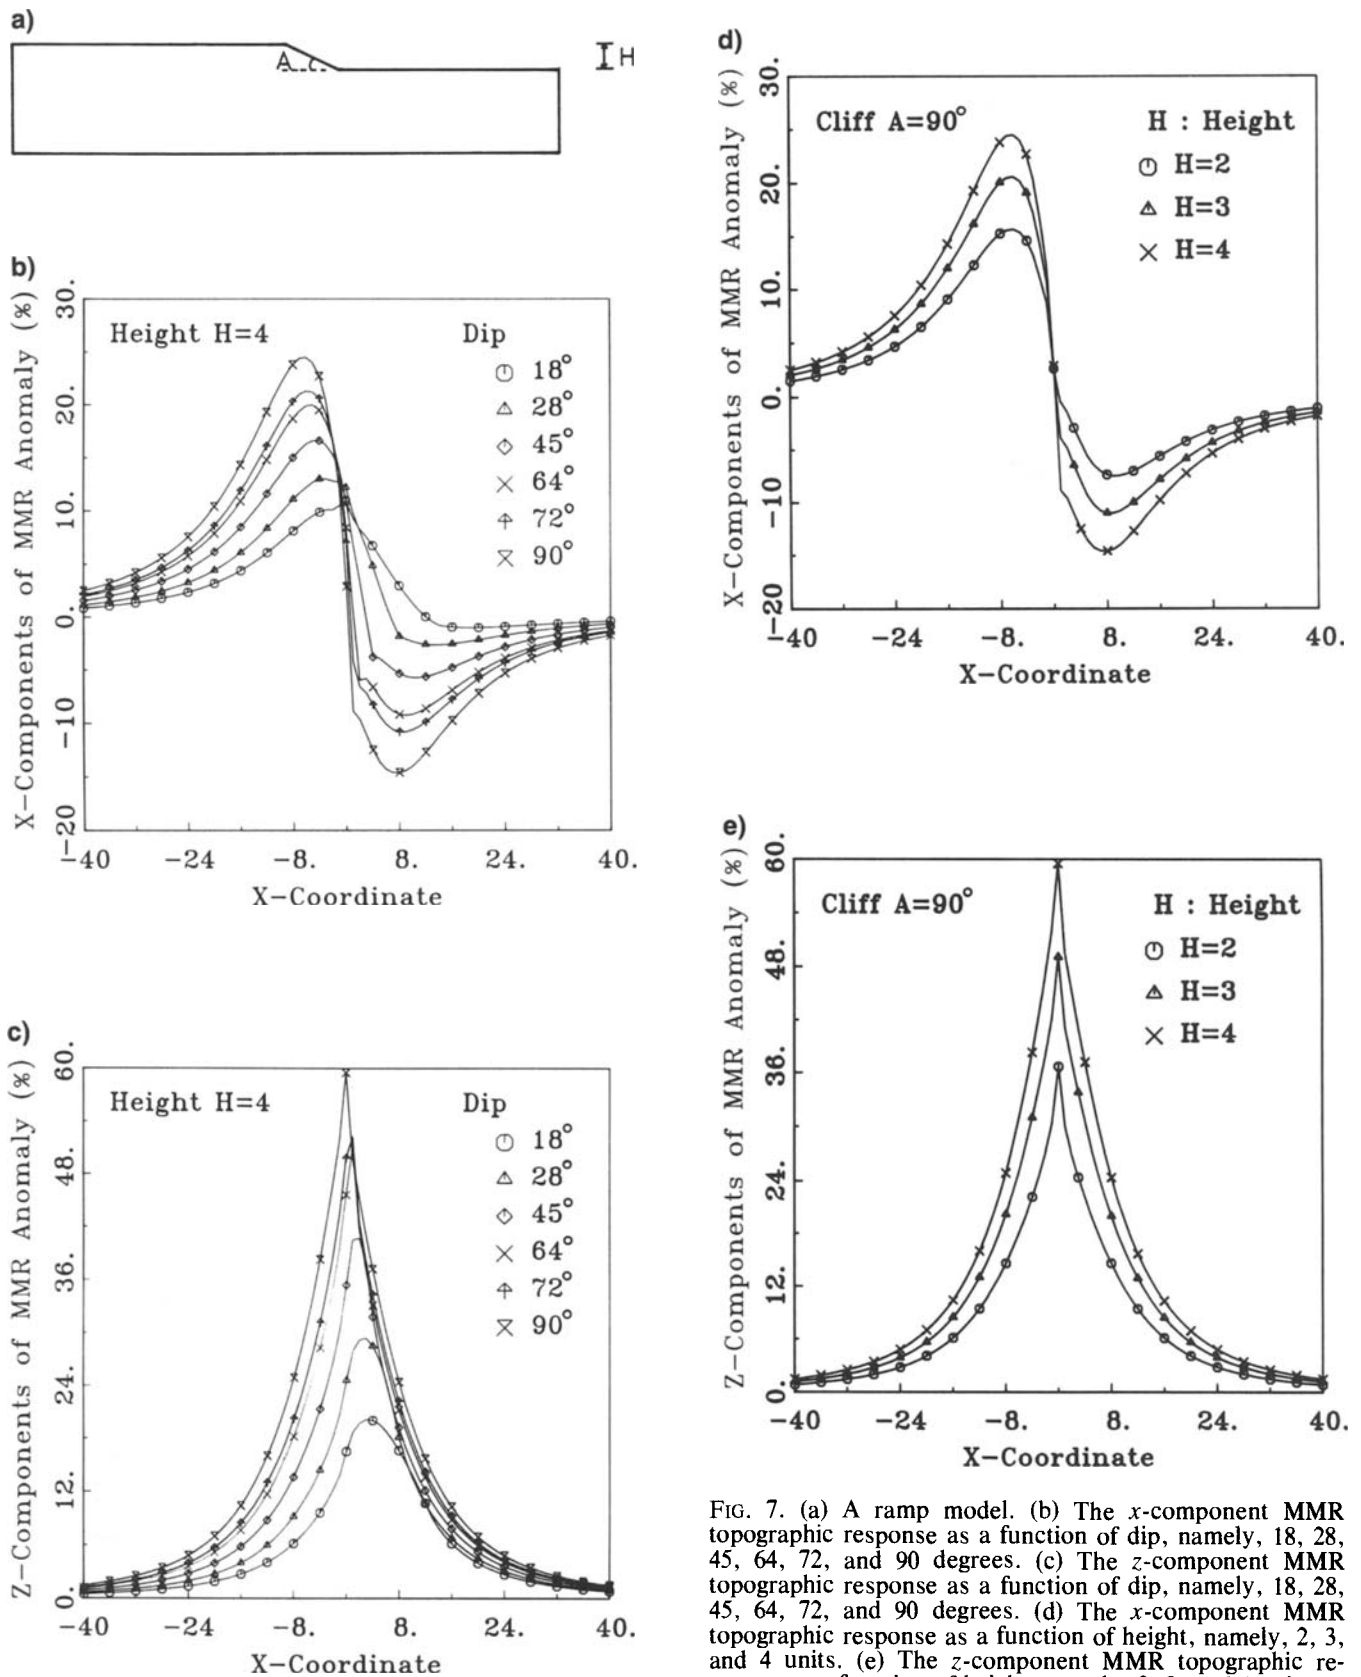 a)
A
H
b)
X-Components of MMR Anomaly (%)
30.
20.
10.
0.
-10
-20
Height H=4
Dip
18°
28°
45°
64°
72°
90°
-40 -24 -8. 8. 24. 40.
X-Coordinate
c)
Z-Components of MMR Anomaly (%)
60.
48.
36.
24.
12.
0.
Height H=4
Dip
18°
28°
45°
64°
72°
90°
-40 -24 -8. 8. 24. 40.
X-Coordinate
d)
X-Components of MMR Anomaly (%)
30.
20.
10.
0.
-10
-20
Cliff A=90°
H : Height
H=2
H=3
H=4
-40 -24 -8. 8. 24. 40.
X-Coordinate
e)
Z-Components of MMR Anomaly (%)
60.
48.
36.
24.
12.
0.
Cliff A=90°
H : Height
H=2
H=3
H=4
-40 -24 -8. 8. 24. 40.
X-Coordinate
FIG. 7. (a) A ramp model. (b) The x-component MMR
topographic response as a function of dip, namely, 18, 28,
45, 64, 72, and 90 degrees. (c) The z-component MMR
topographic response as a function of dip, namely, 18, 28,
45, 64, 72, and 90 degrees. (d) The x-component MMR
topographic response as a function of height, namely, 2, 3,
and 4 units. (e) The z-component MMR topographic re-